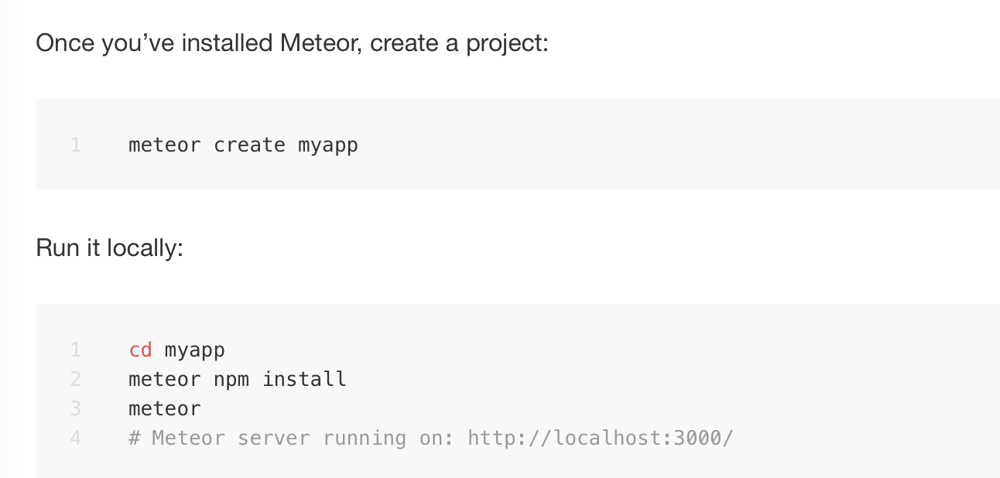 Once you’ve installed Meteor, create a project:
1 meteor create myapp
Run it locally:
1 cd myapp
2 meteor npm install
3 meteor
4 # Meteor server running on: http://localhost:3000/